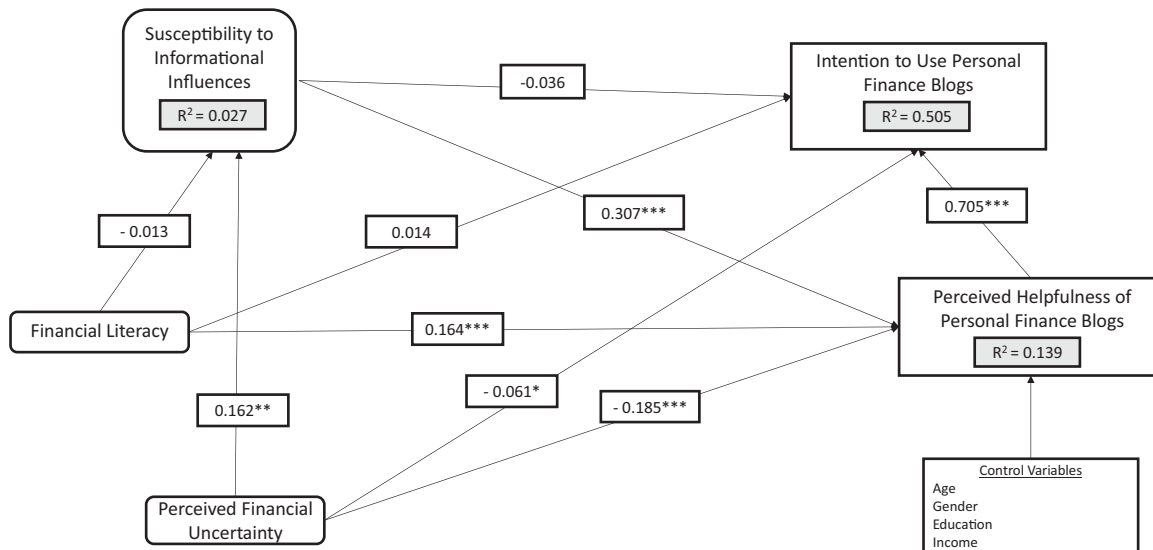 Susceptibility to
Informational
Influences
R² = 0.027
Intention to Use Personal
Finance Blogs
R² = 0.505
-0.036
0.307***
0.705***
- 0.013
0.014
Financial Literacy
0.164***
Perceived Helpfulness of
Personal Finance Blogs
R² = 0.139
0.162**
- 0.061*
- 0.185***
Perceived Financial
Uncertainty
Control Variables
Age
Gender
Education
Income